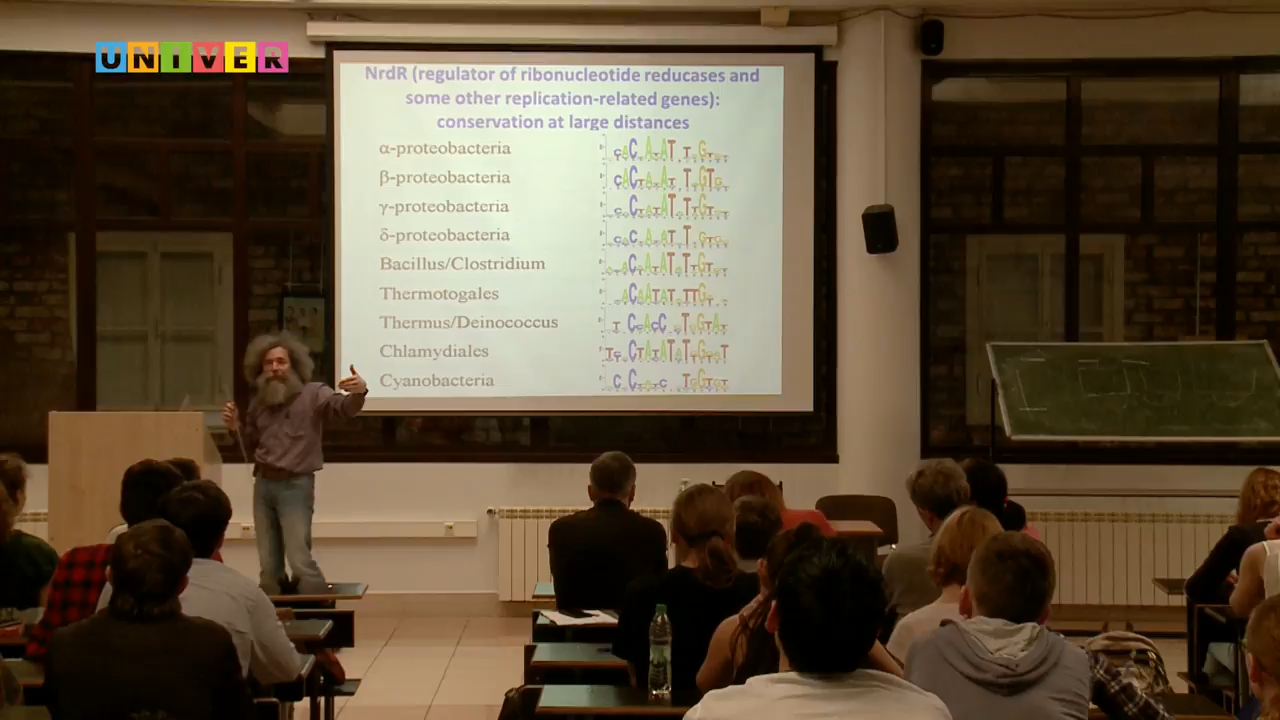 UNIVER
NrdR (regulator of ribonucleotide reducases and
some other replication-related genes):
conservation at large distances
α-proteobacteria
β-proteobacteria
γ-proteobacteria
δ-proteobacteria
Bacillus/Clostridium
Thermotogales
Thermus/Deinococcus
Chlamydiales
Cyanobacteria